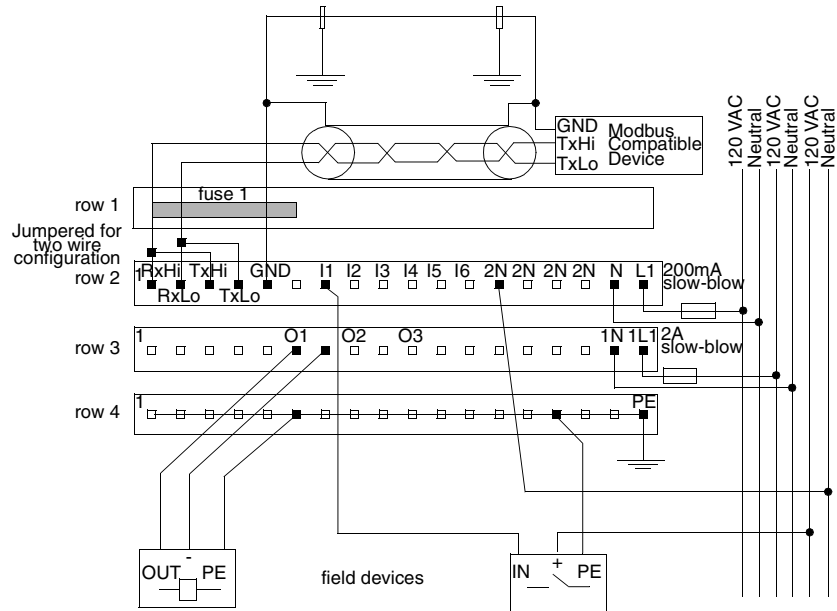 GND Modbus
TxHi Compatible
TxLo Device
120 VAC
Neutral
120 VAC
Neutral
120 VAC
Neutral
row 1
fuse 1
Jumpered for
two wire
configuration
row 2
1 RxHi TxHi GND I1 I2 I3 I4 I5 I6 2N 2N 2N 2N N L1
RxLo TxLo
200mA
slow-blow
row 3
1 O1 O2 O3 1N 1L1
2A
slow-blow
row 4
1 PE
OUT - PE
field devices
IN + PE